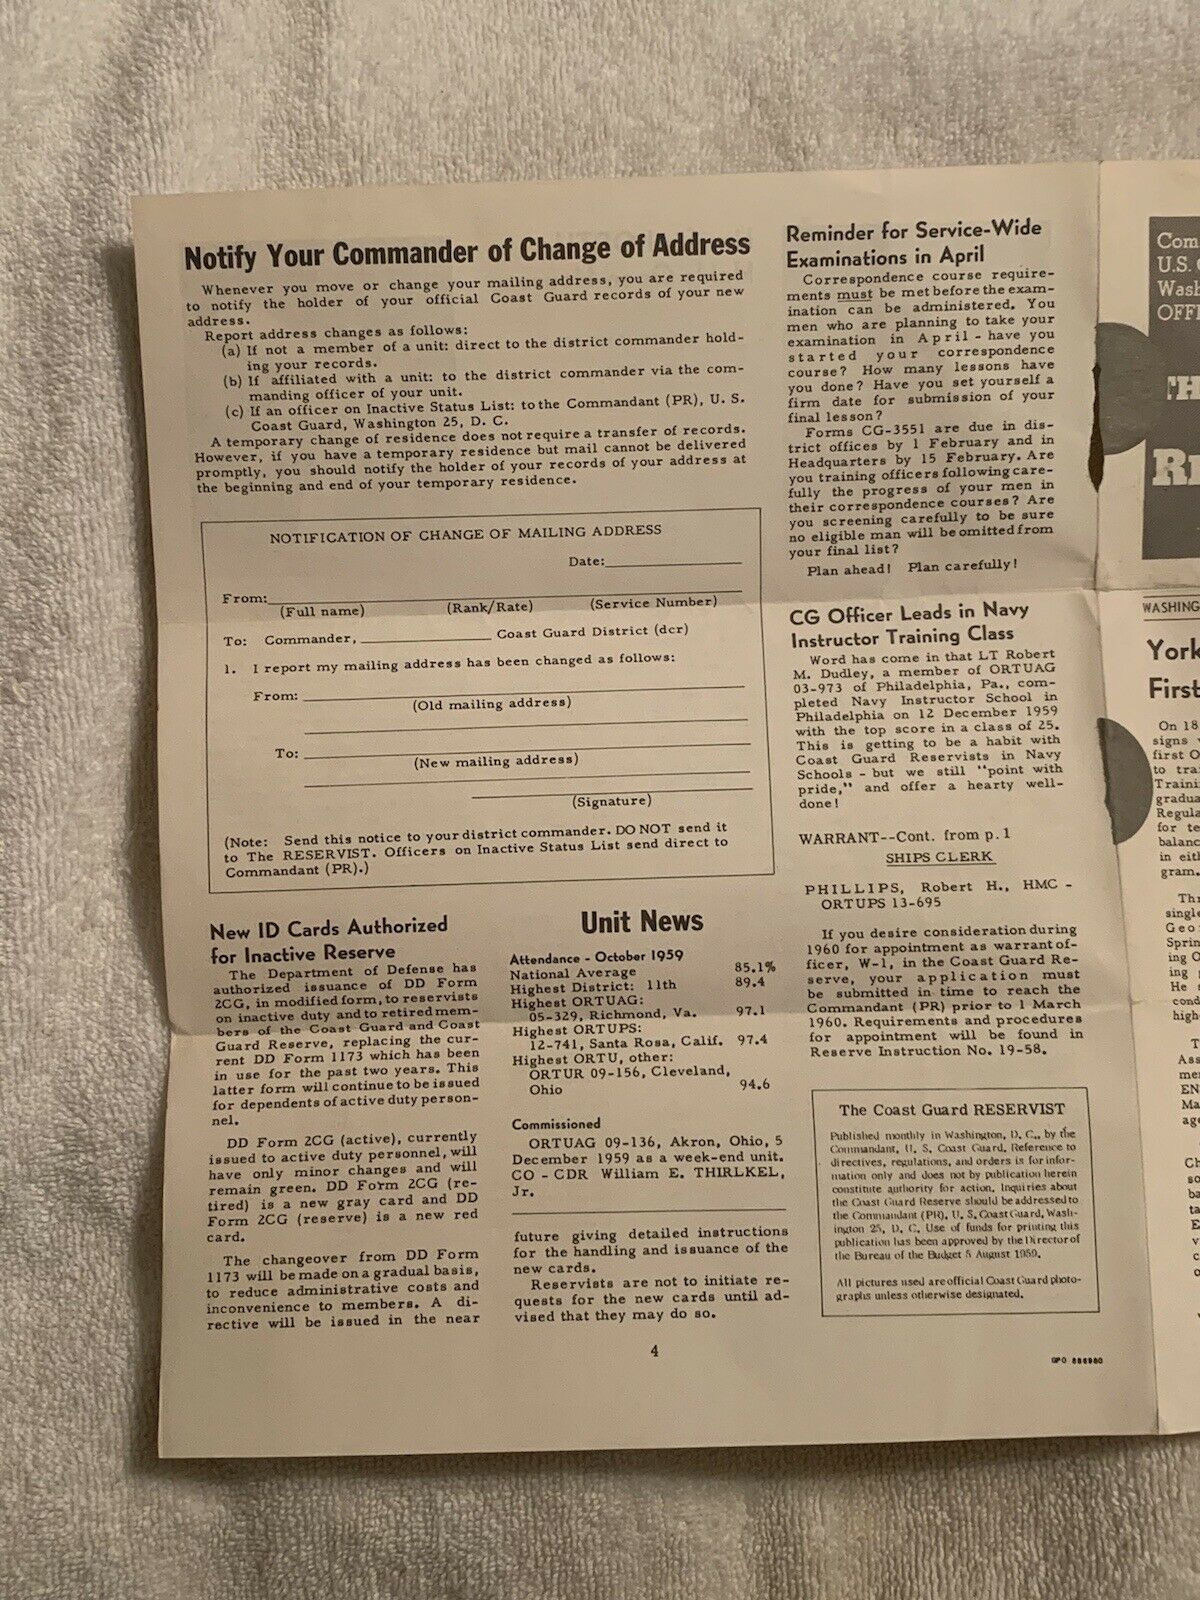 Notify Your Commander of Change of Address
Whenever you move or change your mailing address, you are required
to notify the holder of your official Coast Guard records of your new
address.
Report address changes as follows:
(a) If not a member of a unit: direct to the district commander hold-
ing your records.
(b) If affiliated with a unit: to the district commander via the com-
manding officer of your unit.
(c) If an officer on Inactive Status List: to the Commandant (PR), U. S.
Coast Guard, Washington 25, D. C.
A temporary change of residence does not require a transfer of records.
However, if you have a temporary residence but mail cannot be delivered
promptly, you should notify the holder of your records of your address at
the beginning and end of your temporary residence.
NOTIFICATION OF CHANGE OF MAILING ADDRESS
Date:
From:
(Full name) (Rank/Rate) (Service Number)
To: Commander, Coast Guard District (dcr)
1. I report my mailing address has been changed as follows:
From:
(Old mailing address)
To:
(New mailing address)
(Signature)
(Note: Send this notice to your district commander. DO NOT send it
to The RESERVIST. Officers on Inactive Status List send direct to
Commandant (PR).)
New ID Cards Authorized
for Inactive Reserve
The Department of Defense has
authorized issuance of DD Form
2CG, in modified form, to reservists
on inactive duty and to retired mem-
bers of the Coast Guard and Coast
Guard Reserve, replacing the cur-
rent DD Form 1173 which has been
in use for the past two years. This
latter form will continue to be issued
for dependents of active duty person-
nel.
DD Form 2CG (active), currently
issued to active duty personnel, will
have only minor changes and will
remain green. DD Form 2CG (re-
tired) is a new gray card and DD
Form 2CG (reserve) is a new red
card.
The changeover from DD Form
1173 will be made on a gradual basis,
to reduce administrative costs and
inconvenience to members. A di-
rective will be issued in the near
Unit News
Attendance - October 1959
National Average 85.1%
Highest District: 11th 89.4
Highest ORTUAG:
05-329, Richmond, Va. 97.1
Highest ORTUPS:
12-741, Santa Rosa, Calif. 97.4
Highest ORTU, other:
ORTUR 09-156, Cleveland,
Ohio 94.6
Commissioned
ORTUAG 09-136, Akron, Ohio, 5
December 1959 as a week-end unit.
CO - CDR William E. THIRLKEL,
Jr.
future giving detailed instructions
for the handling and issuance of the
new cards.
Reservists are not to initiate re-
quests for the new cards until ad-
vised that they may do so.
Reminder for Service-Wide
Examinations in April
Correspondence course require-
ments must be met before the exam-
ination can be administered. You
men who are planning to take your
examination in April - have you
started your correspondence
course? How many lessons have
you done? Have you set yourself a
firm date for submission of your
final lesson?
Forms CG-3551 are due in dis-
trict offices by 1 February and in
Headquarters by 15 February. Are
you training officers following care-
fully the progress of your men in
their correspondence courses? Are
you screening carefully to be sure
no eligible man will be omitted from
your final list?
Plan ahead! Plan carefully!
CG Officer Leads in Navy
Instructor Training Class
Word has come in that LT Robert
M. Dudley, a member of ORTUAG
03-973 of Philadelphia, Pa., com-
pleted Navy Instructor School in
Philadelphia on 12 December 1959
with the top score in a class of 25.
This is getting to be a habit with
Coast Guard Reservists in Navy
Schools - but we still "point with
pride," and offer a hearty well-
done!
WARRANT--Cont. from p. 1
SHIPS CLERK
PHILLIPS, Robert H., HMC -
ORTUPS 13-695
If you desire consideration during
1960 for appointment as warrant of-
ficer, W-1, in the Coast Guard Re-
serve, your application must
be submitted in time to reach the
Commandant (PR) prior to 1 March
1960. Requirements and procedures
for appointment will be found in
Reserve Instruction No. 19-58.
The Coast Guard RESERVIST
Published monthly in Washington, D. C., by the
Commandant, U. S. Coast Guard. Reference to
directives, regulations, and orders is for infor-
mation only and does not by publication herein
constitute authority for action. Inquiries about
the Coast Guard Reserve should be addressed to
the Commandant (PR), U. S. Coast Guard, Wash-
ington 25, D. C. Use of funds for printing this
publication has been approved by the Director of
the Bureau of the Budget 5 August 1959.
All pictures used are official Coast Guard photo-
graphs unless otherwise designated.
4
GPO 886980
Com
U.S.
Wash
OFFI
WASHING
York
First
On 18
signs
first O
to tra
Traini
gradua
Regula
for te
balanc
in eith
gram.
Thr
single
Geo
Sprin
ing O
ing
He
cond
high
T
Ass
me
EN
Ma
age
Ch
so
ba
ta
E
v
c
o